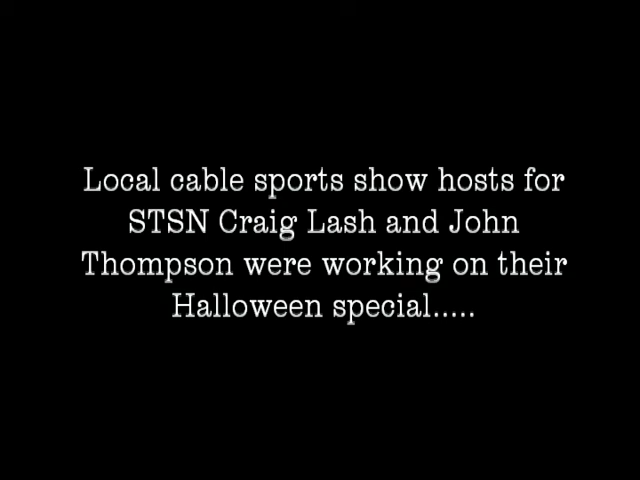 Local cable sports show hosts for
STSN Craig Lash and John
Thompson were working on their
Halloween special.....